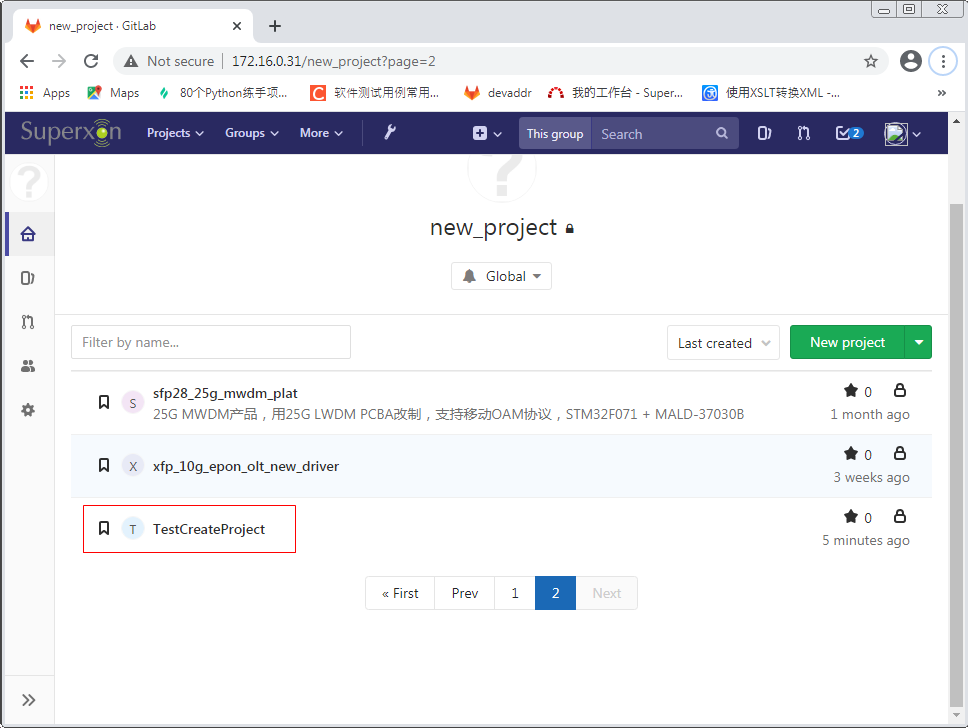 new_project · GitLab
Not secure
172.16.0.31/new_project?page=2
Apps
Maps
80个Python练手项...
软件测试用例常用...
devaddr
我的工作台 - Super...
使用XSLT转换XML -...
»
Superxon
Projects
Groups
More
This group
Search
2
?
?
new_project
Global
Filter by name...
Last created
New project
S
sfp28_25g_mwdm_plat
25G MWDM产品，用25G LWDM PCBA改制，支持移动OAM协议，STM32F071 + MALD-37030B
0
1 month ago
X
xfp_10g_epon_olt_new_driver
0
3 weeks ago
T
TestCreateProject
0
5 minutes ago
« First
Prev
1
2
Next